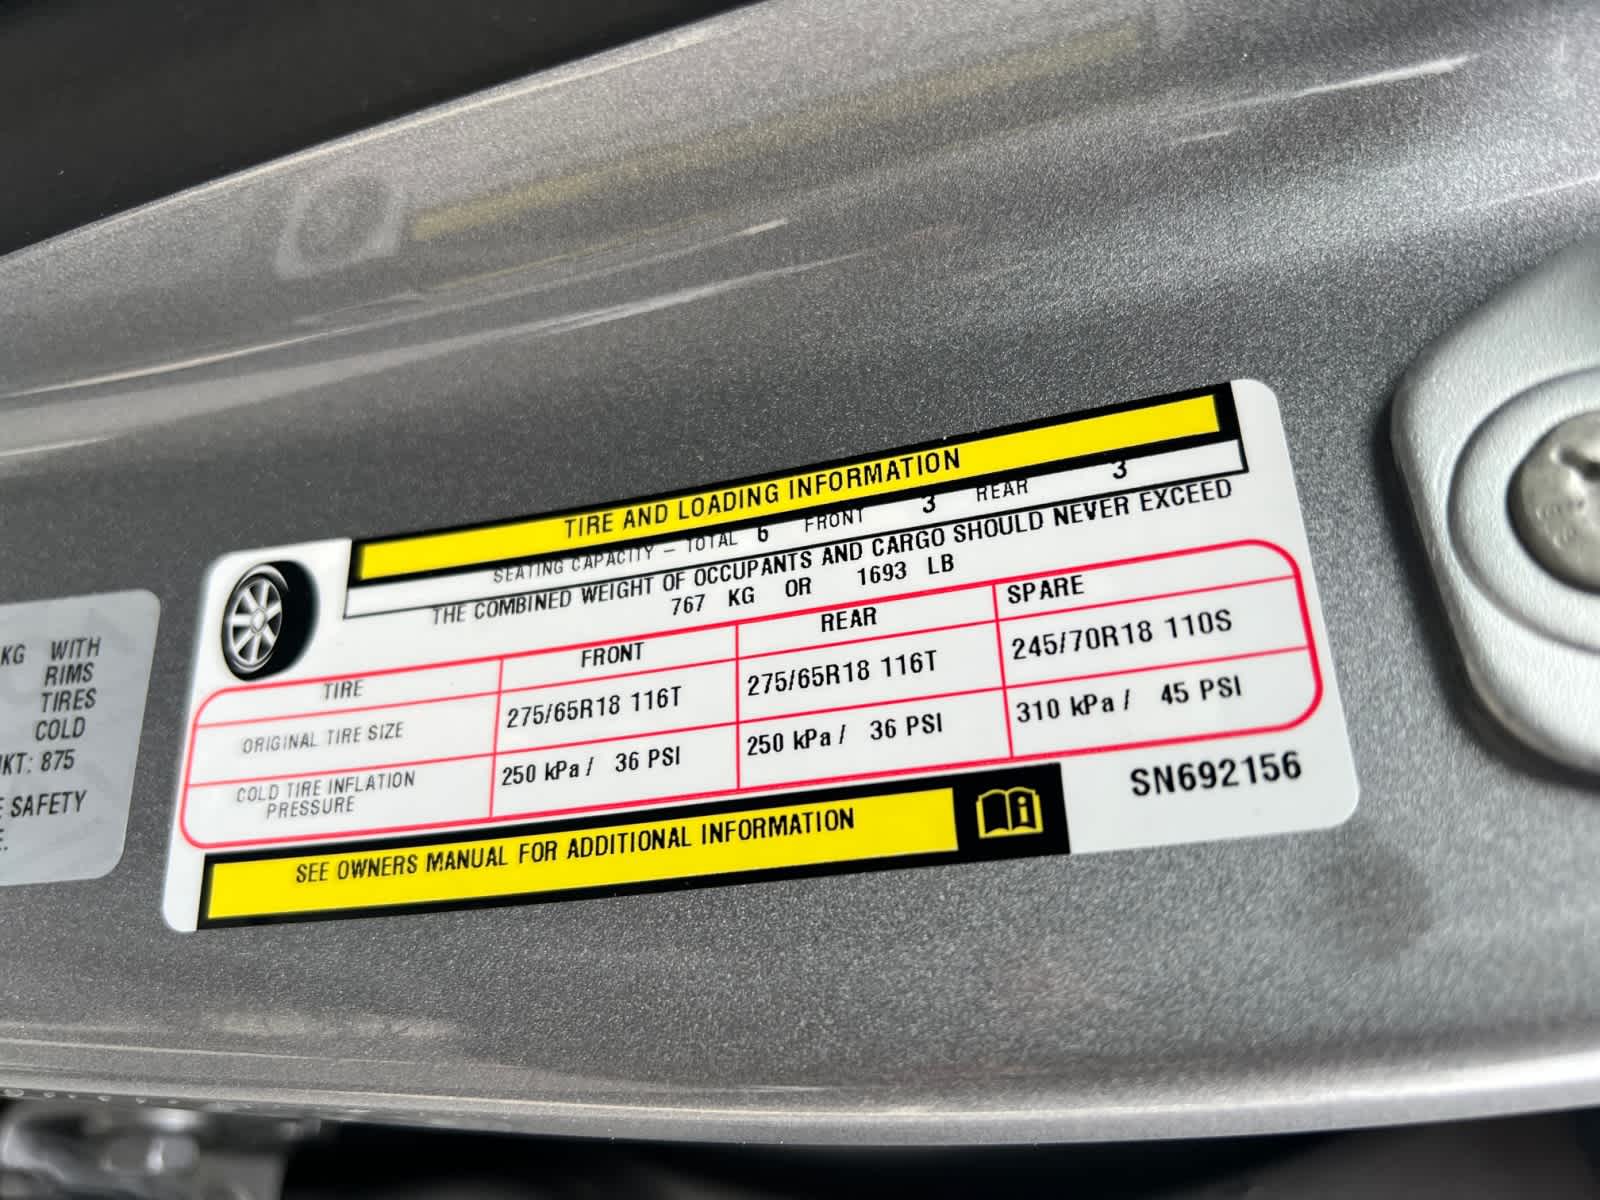 KG WITH
RIMS
TIRES
COLD
KT: 875
SAFETY
TIRE AND LOADING INFORMATION
SEATING CAPACITY – TOTAL 6 FRONT 3 REAR 3
THE COMBINED WEIGHT OF OCCUPANTS AND CARGO SHOULD NEVER EXCEED
767 KG OR 1693 LB
TIRE FRONT REAR SPARE
ORIGINAL TIRE SIZE 275/65R18 116T 275/65R18 116T 245/70R18 110S
COLD TIRE INFLATION
PRESSURE 250 kPa / 36 PSI 250 kPa / 36 PSI 310 kPa / 45 PSI
SEE OWNERS MANUAL FOR ADDITIONAL INFORMATION
SN692156